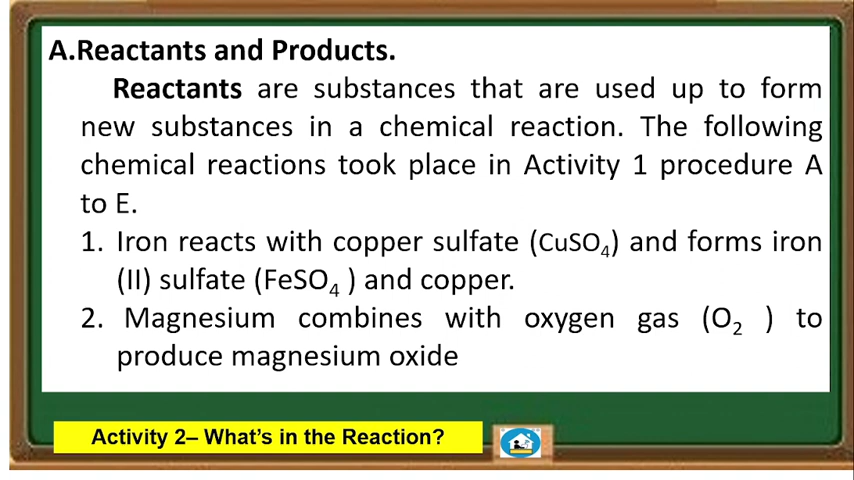 A.Reactants and Products.
Reactants are substances that are used up to form
new substances in a chemical reaction. The following
chemical reactions took place in Activity 1 procedure A
to E.
1. Iron reacts with copper sulfate (CuSO₄) and forms iron
(II) sulfate (FeSO₄ ) and copper.
2. Magnesium combines with oxygen gas (O₂ ) to
produce magnesium oxide
Activity 2– What's in the Reaction?